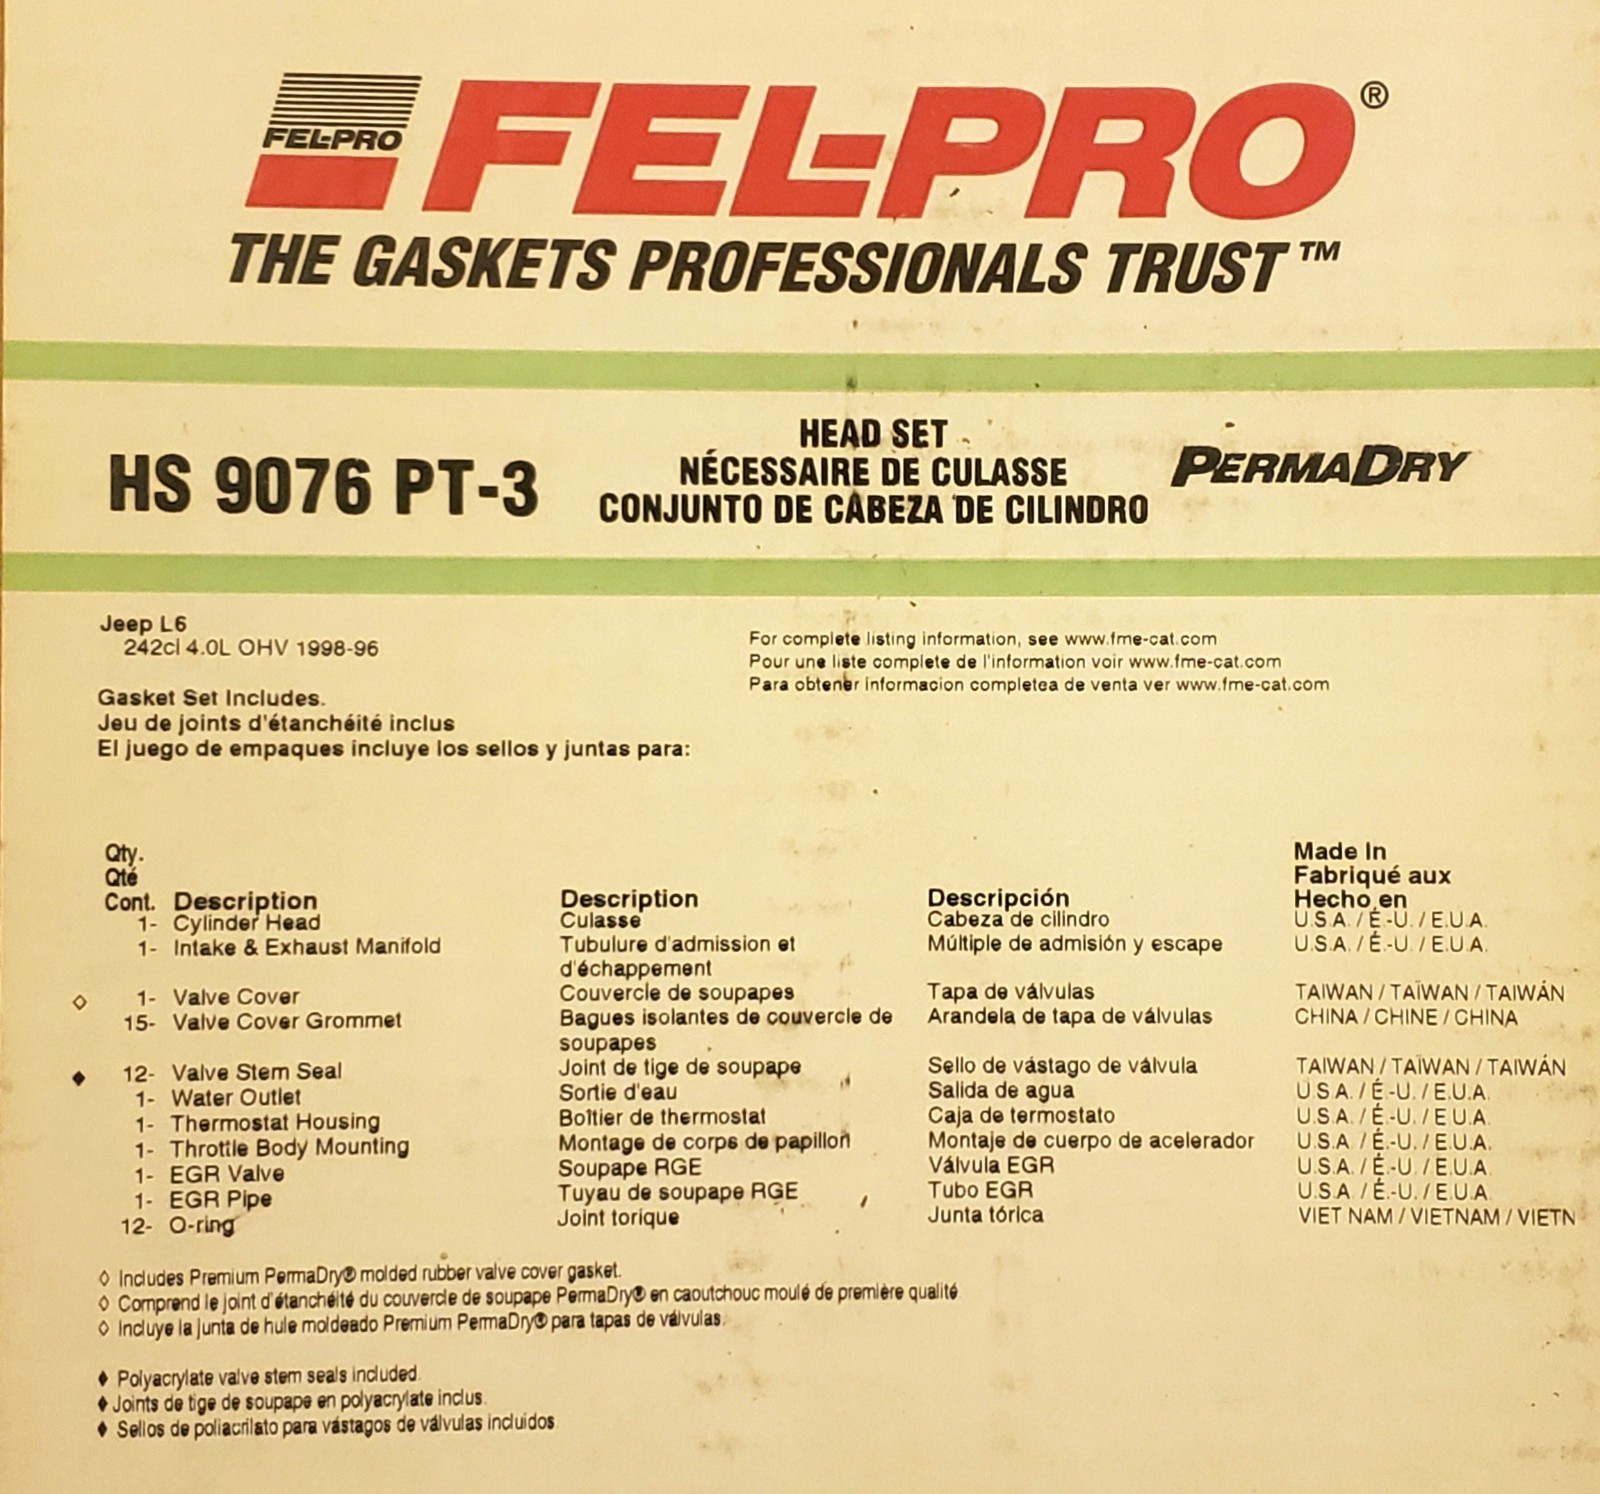 FEL-PRO
FEL-PRO®
THE GASKETS PROFESSIONALS TRUST™
HS 9076 PT-3
HEAD SET
NÉCESSAIRE DE CULASSE
CONJUNTO DE CABEZA DE CILINDRO
PERMADRY
Jeep L6
242ci 4.0L OHV 1998-96
For complete listing information, see www.fme-cat.com
Pour une liste complete de l'information voir www.fme-cat.com
Para obtener informacion completea de venta ver www.fme-cat.com
Gasket Set Includes.
Jeu de joints d'étanchéité inclus
El juego de empaques incluye los sellos y juntas para:
Qty.
Qté
Cont. Description Description Descripción
Made In
Fabriqué aux
Hecho en
1- Cylinder Head Culasse Cabeza de cilindro U.S.A. / É.-U. / E.U.A.
1- Intake & Exhaust Manifold Tubulure d'admission et Múltiple de admisión y escape U.S.A. / É.-U. / E.U.A.
d'échappement
◇ 1- Valve Cover Couvercle de soupapes Tapa de válvulas TAIWAN / TAÏWAN / TAIWÁN
15- Valve Cover Grommet Bagues isolantes de couvercle de Arandela de tapa de válvulas CHINA / CHINE / CHINA
soupapes
◆ 12- Valve Stem Seal Joint de tige de soupape Sello de vástago de válvula TAIWAN / TAÏWAN / TAIWÁN
1- Water Outlet Sortie d'eau Salida de agua U.S.A. / É.-U. / E.U.A.
1- Thermostat Housing Boîtier de thermostat Caja de termostato U.S.A. / É.-U. / E.U.A.
1- Throttle Body Mounting Montage de corps de papillon Montaje de cuerpo de acelerador U.S.A. / É.-U. / E.U.A.
1- EGR Valve Soupape RGE Válvula EGR U.S.A. / É.-U. / E.U.A.
1- EGR Pipe Tuyau de soupape RGE Tubo EGR U.S.A. / É.-U. / E.U.A.
12- O-ring Joint torique Junta tórica VIET NAM / VIETNAM / VIETN
◇ Includes Premium PermaDry® molded rubber valve cover gasket.
◇ Comprend le joint d'étanchéité du couvercle de soupape PermaDry® en caoutchouc moulé de première qualité
◇ Incluye la junta de hule moldeado Premium PermaDry® para tapas de válvulas.
◆ Polyacrylate valve stem seals included.
◆ Joints de tige de soupape en polyacrylate inclus.
◆ Sellos de poliacrilato para vástagos de válvulas incluidos